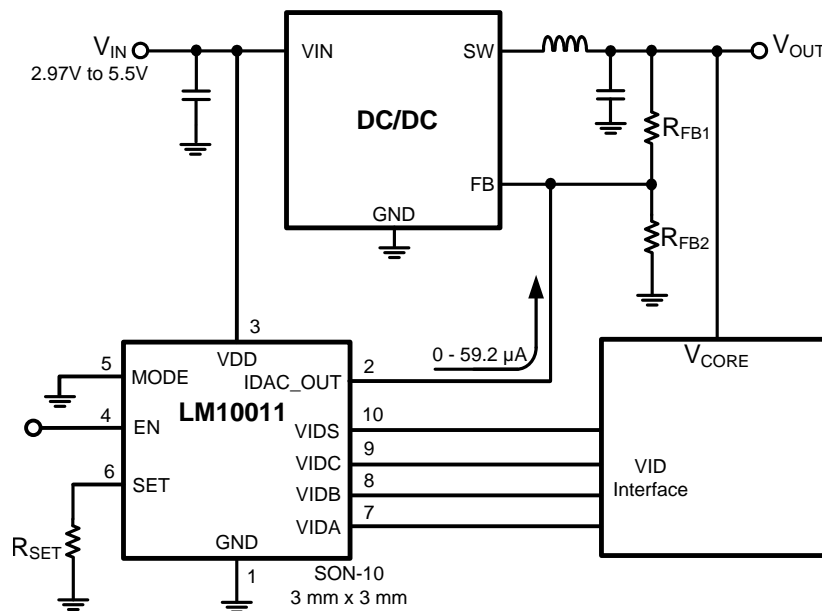 VIN
2.97V to 5.5V
VIN
SW
VOUT
DC/DC
RFB1
FB
GND
RFB2
3
0 - 59.2 µA
VCORE
5
MODE
VDD
2
IDAC_OUT
LM10011
4
EN
VIDS
10
6
SET
VIDC
9
VID
Interface
VIDB
8
VIDA
7
RSET
GND
1
SON-10
3 mm x 3 mm